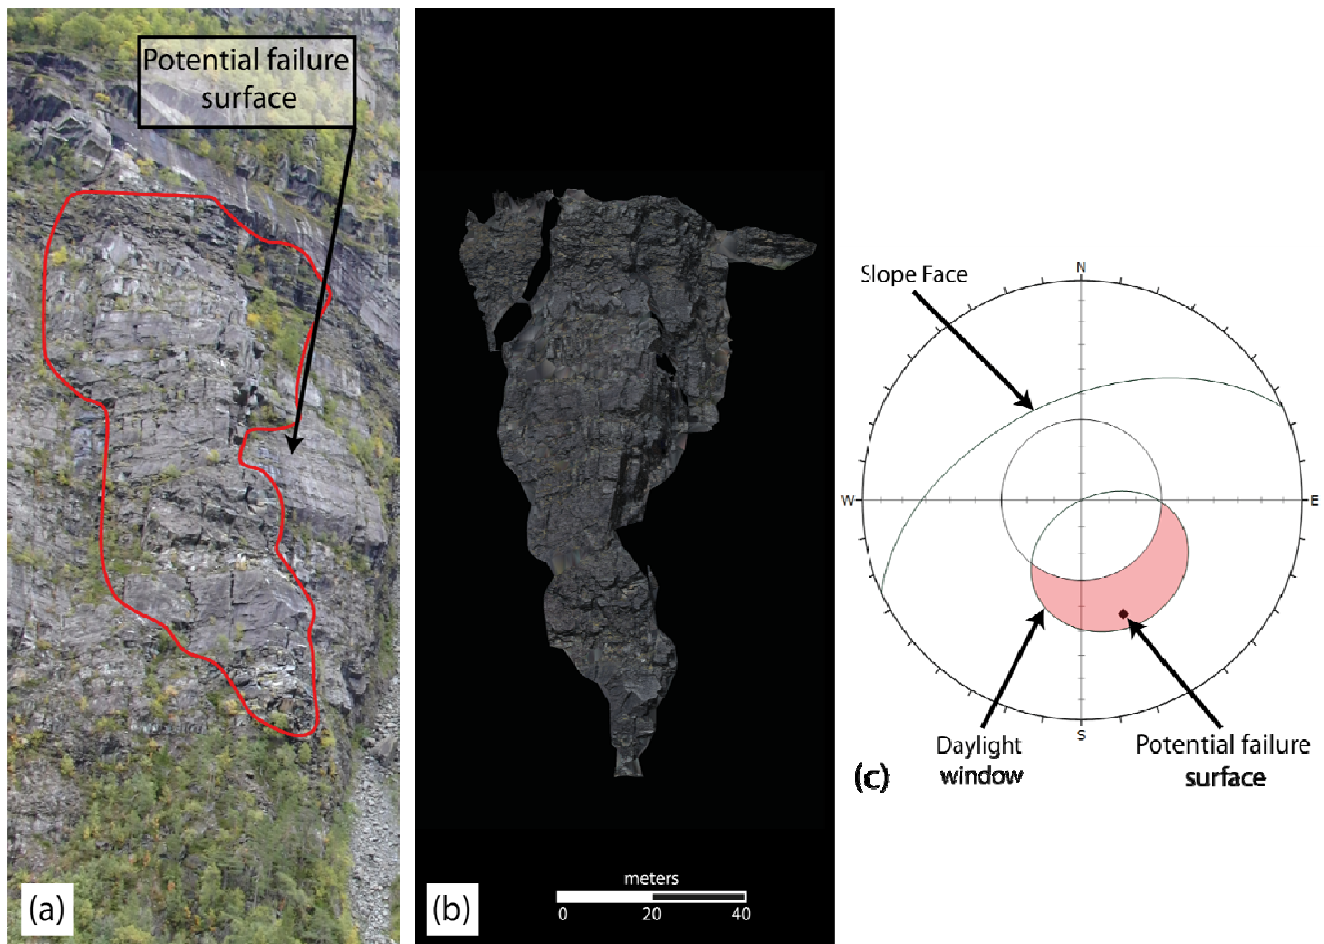 Potential failure
surface
(a)
meters
0 20 40
(b)
Slope Face
N
W
E
S
Daylight
window
Potential failure
surface
(c)